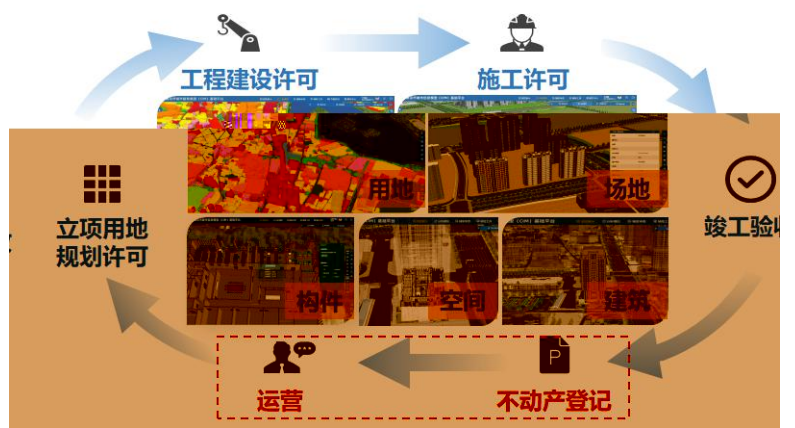 工程建设许可
施工许可
用地
场地
立项用地
规划许可
竣工验收
构件
空间
建筑
运营
不动产登记
P